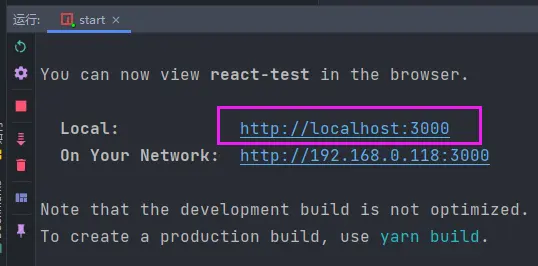 运行: start ×
You can now view react-test in the browser.
Local: http://localhost:3000
On Your Network: http://192.168.0.118:3000
Note that the development build is not optimized.
To create a production build, use yarn build.